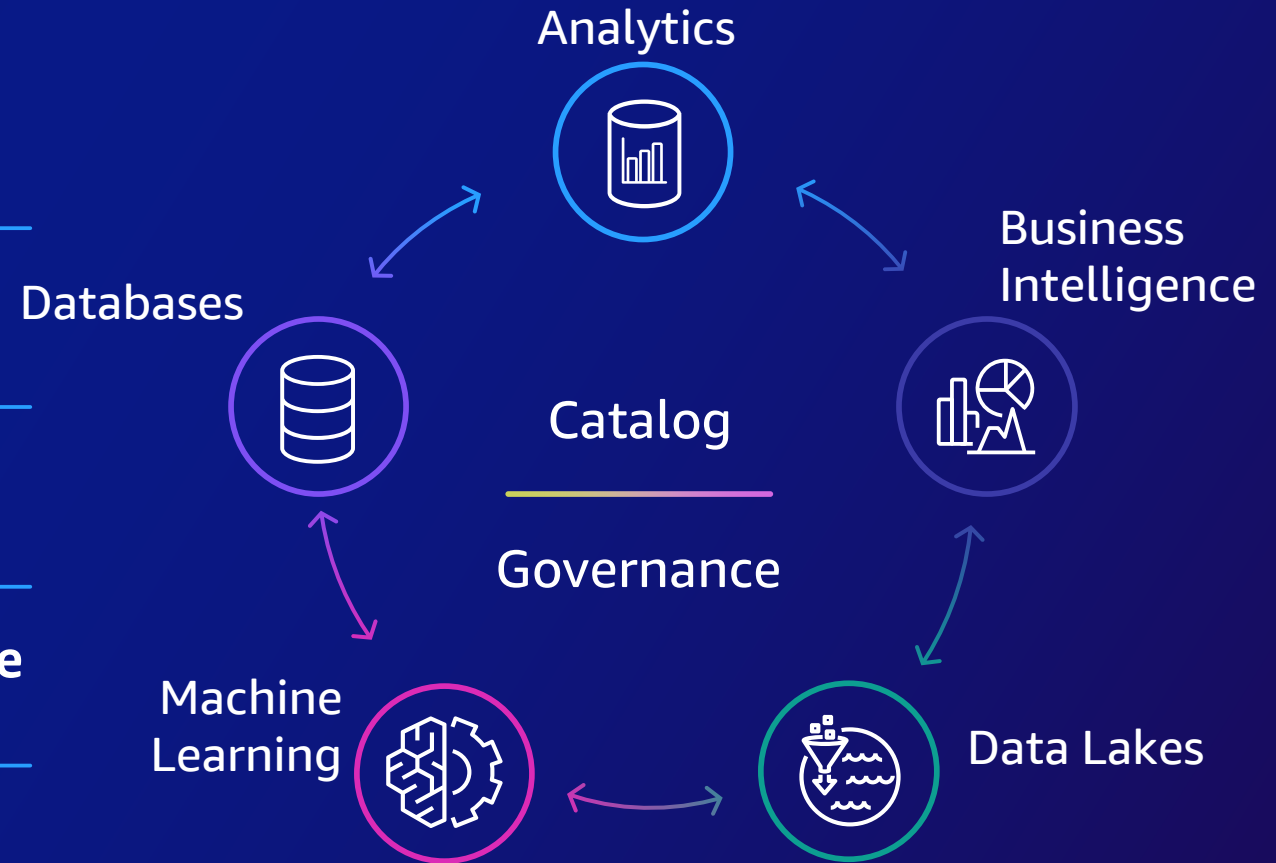 Analytics
Business
Intelligence
Databases
Catalog
Governance
e
Machine
Learning
Data Lakes